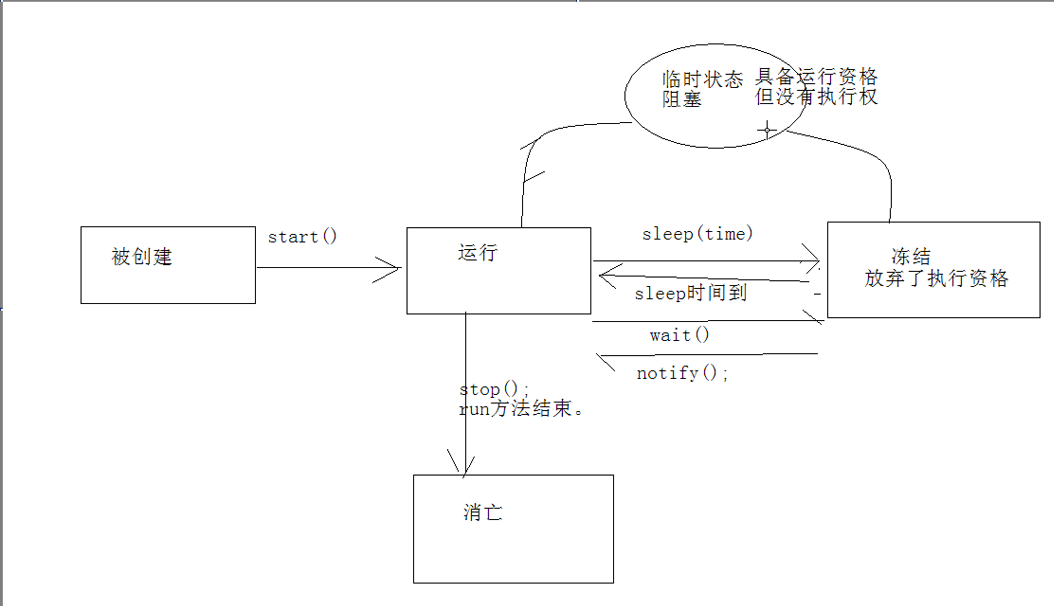 临时状态 具备运行资格
阻塞 但没有执行权
被创建
start()
运行
sleep(time)
冻结
放弃了执行资格
sleep时间到
wait()
notify();
stop();
run方法结束。
消亡